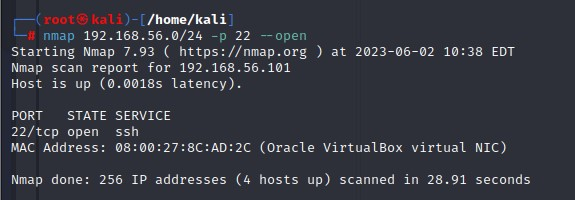 ┌──(root㉿kali)-[/home/kali]
└─# nmap 192.168.56.0/24 -p 22 --open
Starting Nmap 7.93 ( https://nmap.org ) at 2023-06-02 10:38 EDT
Nmap scan report for 192.168.56.101
Host is up (0.0018s latency).

PORT   STATE SERVICE
22/tcp open  ssh
MAC Address: 08:00:27:8C:AD:2C (Oracle VirtualBox virtual NIC)

Nmap done: 256 IP addresses (4 hosts up) scanned in 28.91 seconds